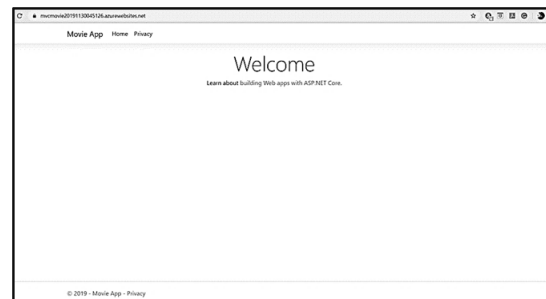 mvcmovie20191130045126.azurewebsites.net
Movie App Home Privacy
Welcome
Learn about building Web apps with ASP.NET Core.
© 2019 - Movie App - Privacy